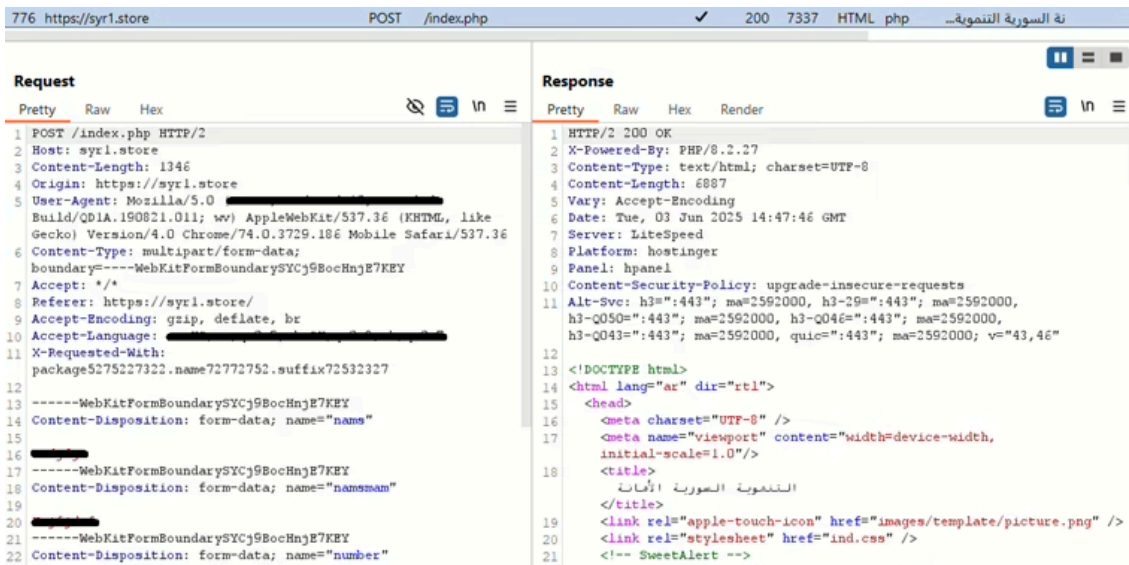 776 https://syr1.store POST /index.php ✓ 200 7337 HTML php نة السورية التنموية...
Request
Pretty Raw Hex \n
1 POST /index.php HTTP/2
2 Host: syr1.store
3 Content-Length: 1346
4 Origin: https://syr1.store
5 User-Agent: Mozilla/5.0
Build/QD1A.190821.011; wv) AppleWebKit/537.36 (KHTML, like
Gecko) Version/4.0 Chrome/74.0.3729.186 Mobile Safari/537.36
6 Content-Type: multipart/form-data;
boundary=----WebKitFormBoundarySYCj9BocHnjE7KEY
7 Accept: */*
8 Referer: https://syr1.store/
9 Accept-Encoding: gzip, deflate, br
10 Accept-Language:
11 X-Requested-With:
package5275227322.name72772752.suffix72532327
12
13 ------WebKitFormBoundarySYCj9BocHnjE7KEY
14 Content-Disposition: form-data; name="nams"
15
16
17 ------WebKitFormBoundarySYCj9BocHnjE7KEY
18 Content-Disposition: form-data; name="namsmam"
19
20
21 ------WebKitFormBoundarySYCj9BocHnjE7KEY
22 Content-Disposition: form-data; name="number"
Response
Pretty Raw Hex Render \n
1 HTTP/2 200 OK
2 X-Powered-By: PHP/8.2.27
3 Content-Type: text/html; charset=UTF-8
4 Content-Length: 6887
5 Vary: Accept-Encoding
6 Date: Tue, 03 Jun 2025 14:47:46 GMT
7 Server: LiteSpeed
8 Platform: hostinger
9 Panel: hpanel
10 Content-Security-Policy: upgrade-insecure-requests
11 Alt-Svc: h3=":443"; ma=2592000, h3-29=":443"; ma=2592000,
h3-Q050=":443"; ma=2592000, h3-Q046=":443"; ma=2592000,
h3-Q043=":443"; ma=2592000, quic=":443"; ma=2592000; v="43,46"
12
13 <!DOCTYPE html>
14 <html lang="ar" dir="rtl">
15 <head>
16 <meta charset="UTF-8" />
17 <meta name="viewport" content="width=device-width,
initial-scale=1.0"/>
18 <title>
التنموية السورية الأمانة
</title>
19 <link rel="apple-touch-icon" href="images/template/picture.png" />
20 <link rel="stylesheet" href="ind.css" />
21 <!-- SweetAlert -->